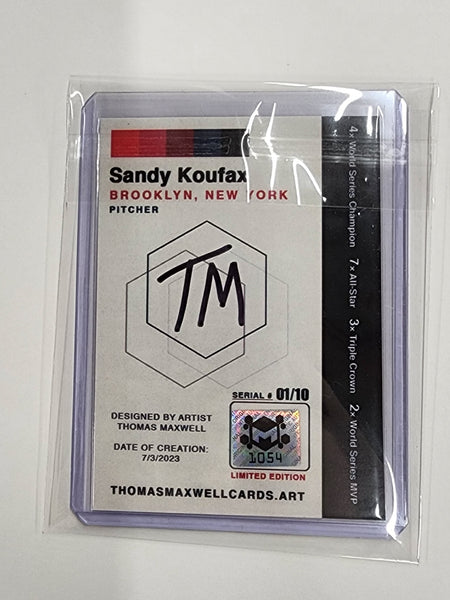 Sandy Koufax
BROOKLYN, NEW YORK
PITCHER
TM
SERIAL # 01/10
DESIGNED BY ARTIST
THOMAS MAXWELL
DATE OF CREATION:
7/3/2023
1054
LIMITED EDITION
THOMASMAXWELLCARDS.ART
4x World Series Champion 7x All-Star 3x Triple Crown 2x World Series MVP